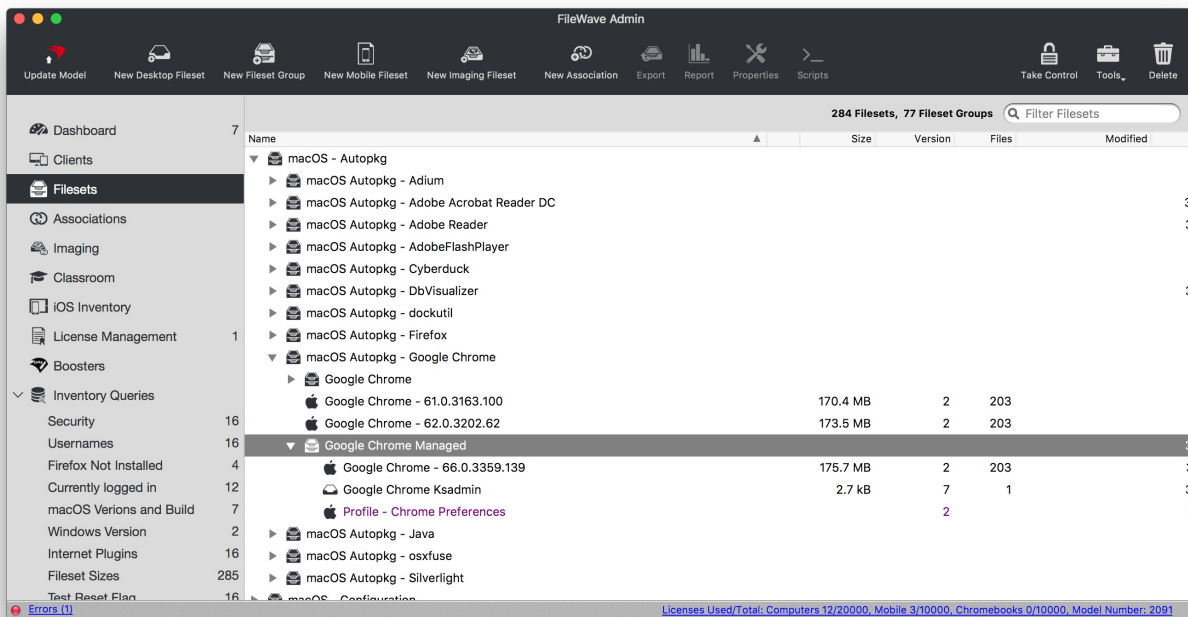 FileWave Admin
Update Model New Desktop Fileset New Fileset Group New Mobile Fileset New Imaging Fileset New Association Export Report Properties Scripts Take Control Tools Delete
284 Filesets, 77 Fileset Groups Filter Filesets
Dashboard 7
Clients
Filesets
Associations
Imaging
Classroom
iOS Inventory
License Management 1
Boosters
Inventory Queries
Security 16
Usernames 16
Firefox Not Installed 4
Currently logged in 12
macOS Verions and Build 7
Windows Version 2
Internet Plugins 16
Fileset Sizes 285
Test Reset Flag 16
Name Size Version Files Modified
macOS - Autopkg
macOS Autopkg - Adium
macOS Autopkg - Adobe Acrobat Reader DC
macOS Autopkg - Adobe Reader
macOS Autopkg - AdobeFlashPlayer
macOS Autopkg - Cyberduck
macOS Autopkg - DbVisualizer
macOS Autopkg - dockutil
macOS Autopkg - Firefox
macOS Autopkg - Google Chrome
Google Chrome
Google Chrome - 61.0.3163.100 170.4 MB 2 203
Google Chrome - 62.0.3202.62 173.5 MB 2 203
Google Chrome Managed
Google Chrome - 66.0.3359.139 175.7 MB 2 203
Google Chrome Ksadmin 2.7 kB 7 1
Profile - Chrome Preferences 2
macOS Autopkg - Java
macOS Autopkg - osxfuse
macOS Autopkg - Silverlight
macOS - Configuration
Errors (1) Licenses Used/Total: Computers 12/20000, Mobile 3/10000, Chromebooks 0/10000, Model Number: 2091